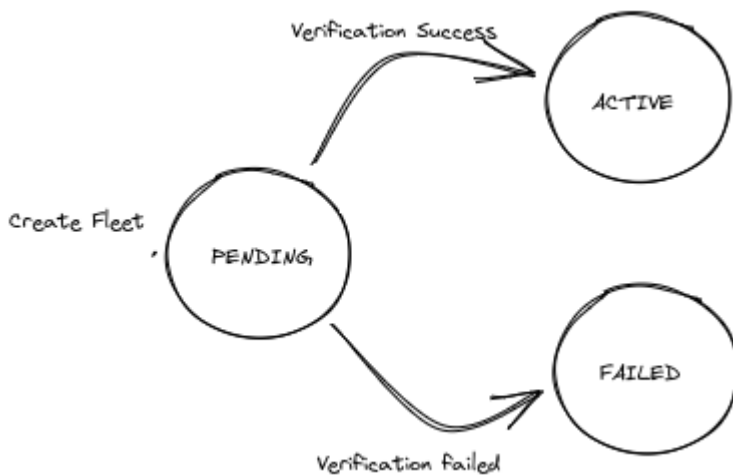 Verification Success
ACTIVE
Create Fleet
PENDING
FAILED
Verification failed